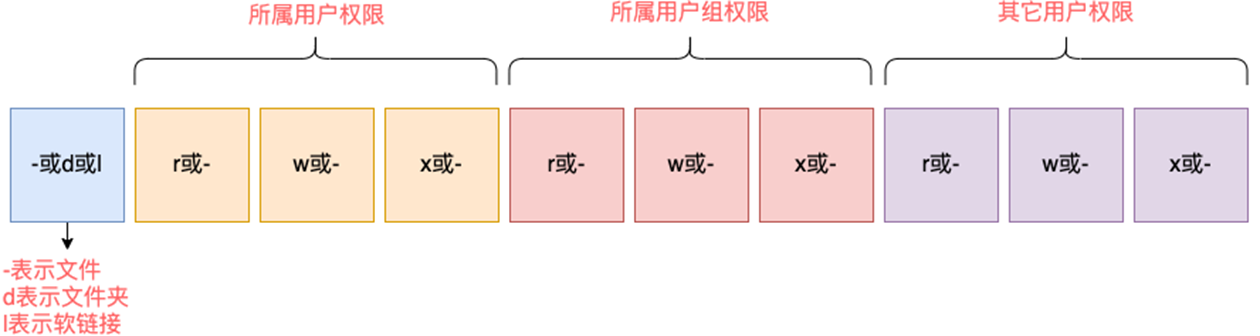 所属用户权限 所属用户组权限 其它用户权限
-或d或l r或- w或- x或- r或- w或- x或- r或- w或- x或-
-表示文件
d表示文件夹
l表示软链接